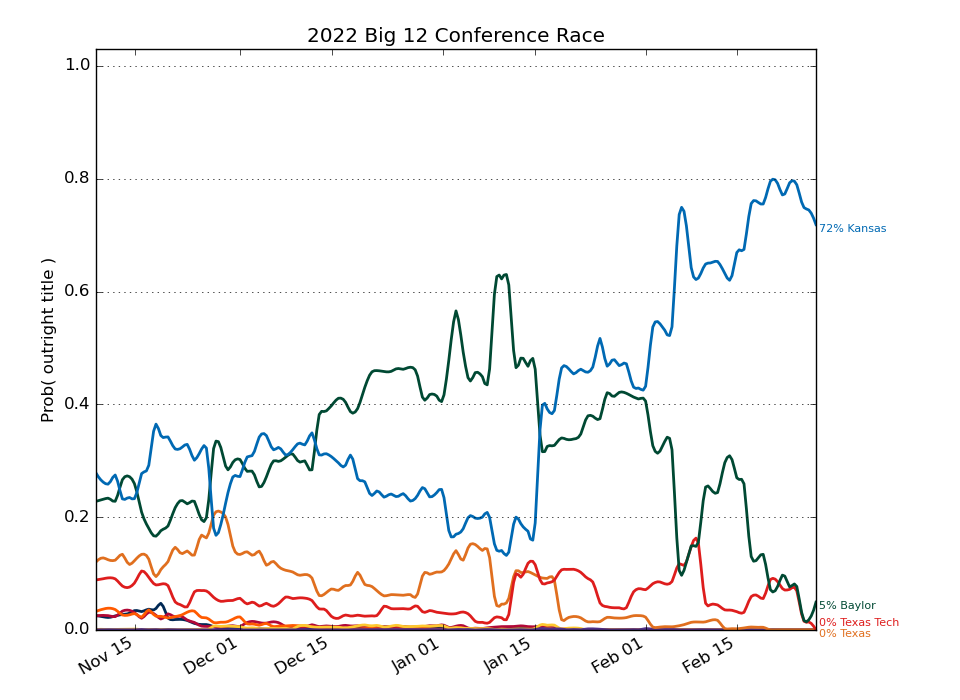 2022 Big 12 Conference Race
Prob( outright title )
1.0
0.8
0.6
0.4
0.2
0.0
Nov 15
Dec 01
Dec 15
Jan 01
Jan 15
Feb 01
Feb 15
72% Kansas
5% Baylor
0% Texas Tech
0% Texas